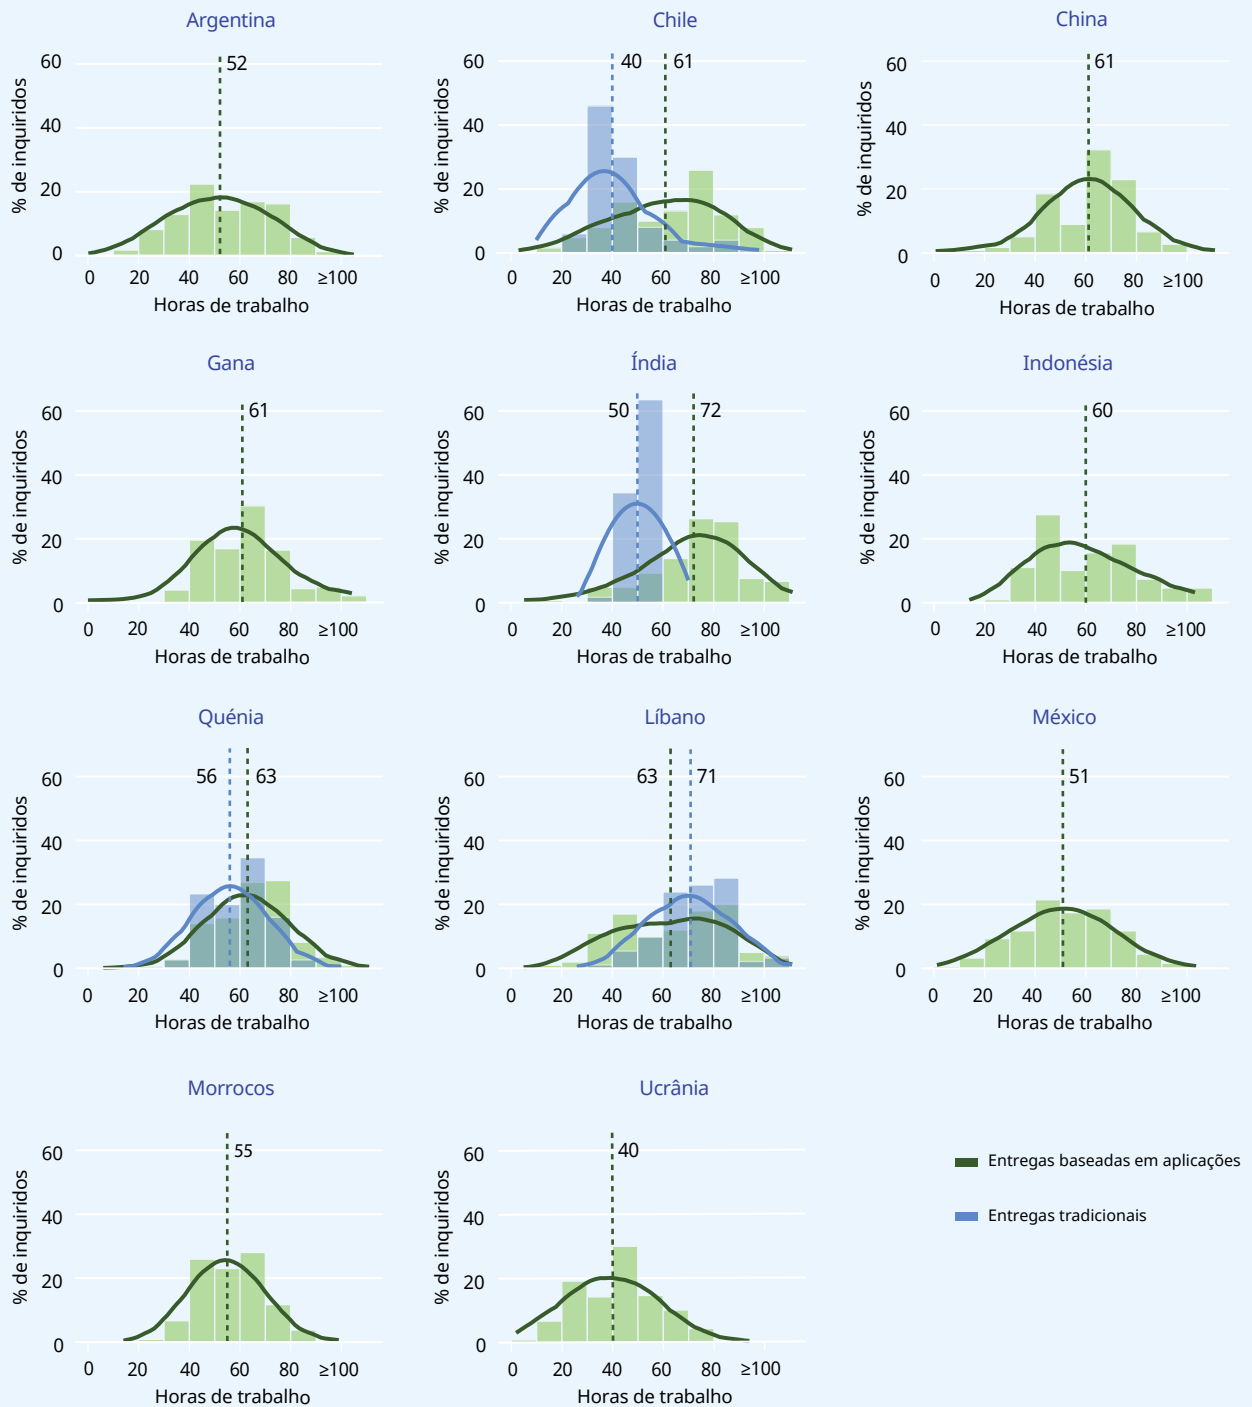 Argentina
% de inquiridos
60
52
40
20
0
0 20 40 60 80 ≥100
Horas de trabalho
Chile
% de inquiridos
60
40 61
40
20
0
0 20 40 60 80 ≥100
Horas de trabalho
China
% de inquiridos
60
61
40
20
0
0 20 40 60 80 ≥100
Horas de trabalho
Gana
% de inquiridos
60
61
40
20
0
0 20 40 60 80 ≥100
Horas de trabalho
Índia
% de inquiridos
60
50 72
40
20
0
0 20 40 60 80 ≥100
Horas de trabalho
Indonésia
% de inquiridos
60
60
40
20
0
0 20 40 60 80 ≥100
Horas de trabalho
Quénia
% de inquiridos
60
56 63
40
20
0
0 20 40 60 80 ≥100
Horas de trabalho
Líbano
% de inquiridos
60
63 71
40
20
0
0 20 40 60 80 ≥100
Horas de trabalho
México
% de inquiridos
60
51
40
20
0
0 20 40 60 80 ≥100
Horas de trabalho
Morrocos
% de inquiridos
60
55
40
20
0
0 20 40 60 80 ≥100
Horas de trabalho
Ucrânia
% de inquiridos
60
40
40
20
0
0 20 40 60 80 ≥100
Horas de trabalho
Entregas baseadas em aplicações
Entregas tradicionais